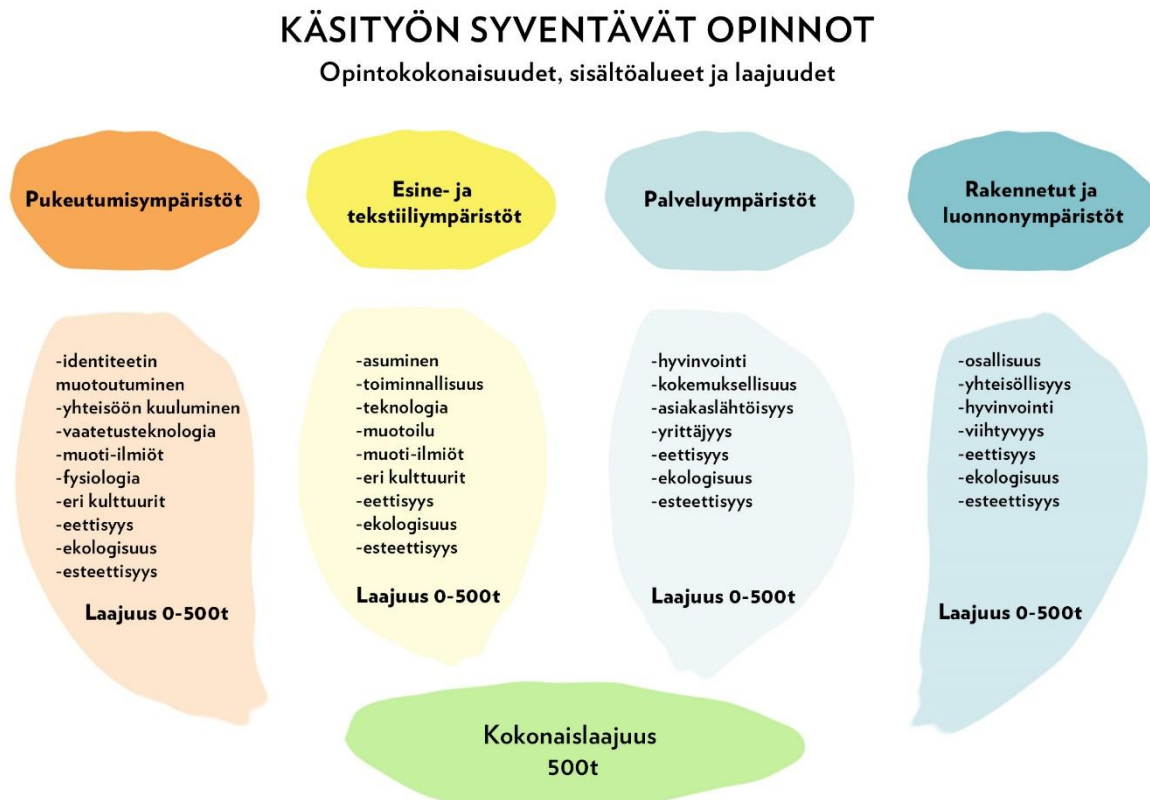 KÄSITYÖN SYVENTÄVÄT OPINNOT
Opintokokonaisuudet, sisältöalueet ja laajuudet
Pukeutumisympäristöt
Esine- ja
tekstiiliympäristöt
Palveluympäristöt
Rakennetut ja
luonnonympäristöt
-identiteetin
muotoutuminen
-yhteisöön kuuluminen
-vaatetusteknologia
-muoti-ilmiöt
-fysiologia
-eri kulttuurit
-eettisyys
-ekologisuus
-esteettisyys
Laajuus 0-500t
-asuminen
-toiminnallisuus
-teknologia
-muotoilu
-muoti-ilmiöt
-eri kulttuurit
-eettisyys
-ekologisuus
-esteettisyys
Laajuus 0-500t
-hyvinvointi
-kokemuksellisuus
-asiakaslähtöisyys
-yrittäjyys
-eettisyys
-ekologisuus
-esteettisyys
Laajuus 0-500t
-osallisuus
-yhteisöllisyys
-hyvinvointi
-viihtyvyys
-eettisyys
-ekologisuus
-esteettisyys
Laajuus 0-500t
Kokonaislaajuus
500t